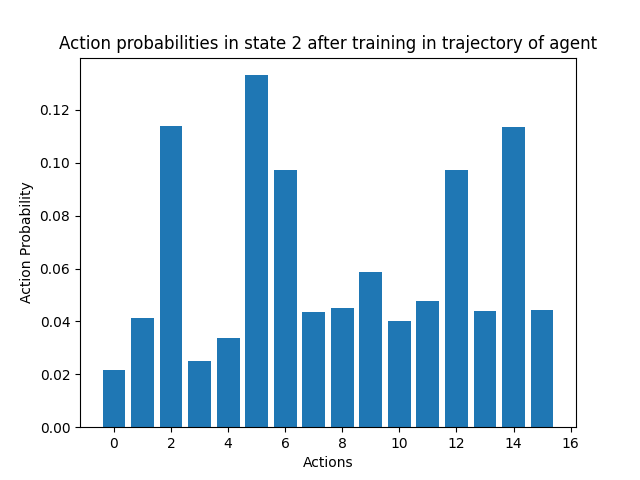 Action probabilities in state 2 after training in trajectory of agent
0.12
0.10
0.08
0.06
0.04
0.02
0.00
Action Probability
0 2 4 6 8 10 12 14 16
Actions